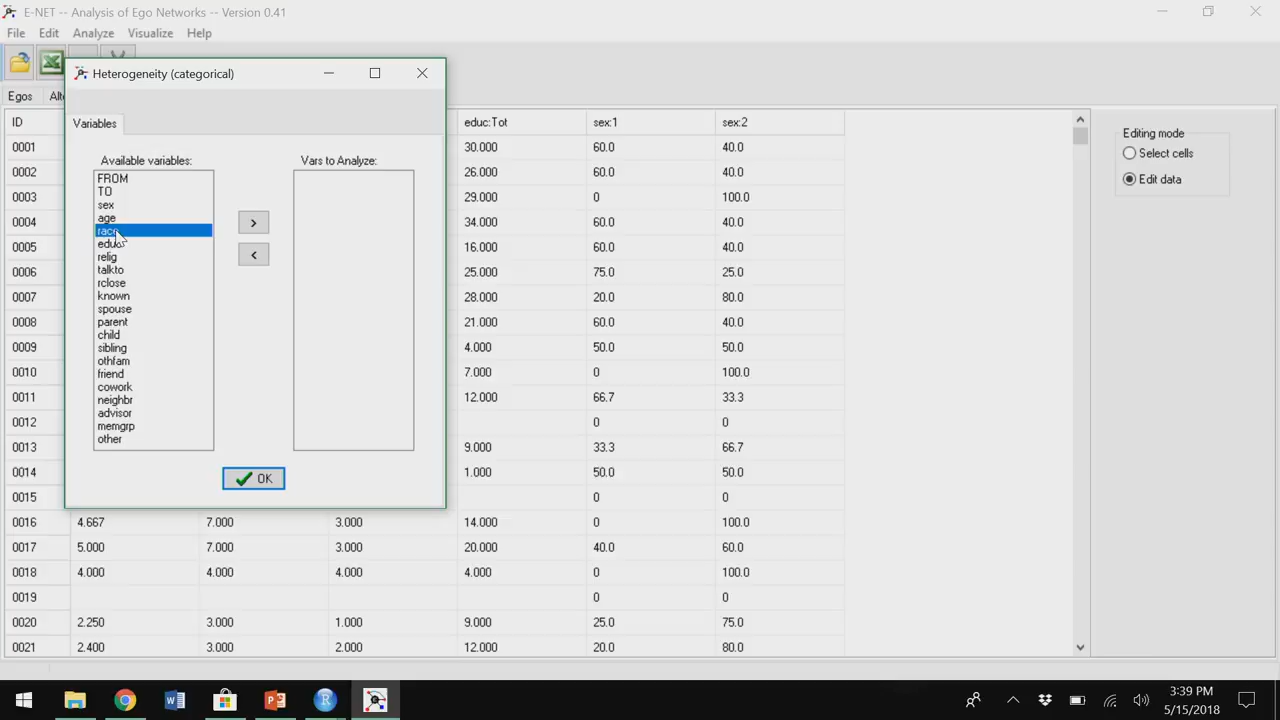 E-NET -- Analysis of Ego Networks -- Version 0.41
File Edit Analyze Visualize Help
Heterogeneity (categorical)
Egos
Variables
Available variables:
Vars to Analyze:
FROM
TO
sex
age
race
educ
relig
talkto
rclose
known
spouse
parent
child
sibling
othfam
friend
cowork
neighbr
advisor
memgrp
other
>
<
OK
ID educ:Tot sex:1 sex:2
0001 30.000 60.0 40.0
0002 26.000 60.0 40.0
0003 29.000 0 100.0
0004 34.000 60.0 40.0
0005 16.000 60.0 40.0
0006 25.000 75.0 25.0
0007 28.000 20.0 80.0
0008 21.000 60.0 40.0
0009 4.000 50.0 50.0
0010 7.000 0 100.0
0011 12.000 66.7 33.3
0012 0 0
0013 9.000 33.3 66.7
0014 1.000 50.0 50.0
0015 0 0
0016 4.667 7.000 3.000 14.000 0 100.0
0017 5.000 7.000 3.000 20.000 40.0 60.0
0018 4.000 4.000 4.000 4.000 0 100.0
0019 0 0
0020 2.250 3.000 1.000 9.000 25.0 75.0
0021 2.400 3.000 2.000 12.000 20.0 80.0
Editing mode
Select cells
Edit data
3:39 PM
5/15/2018